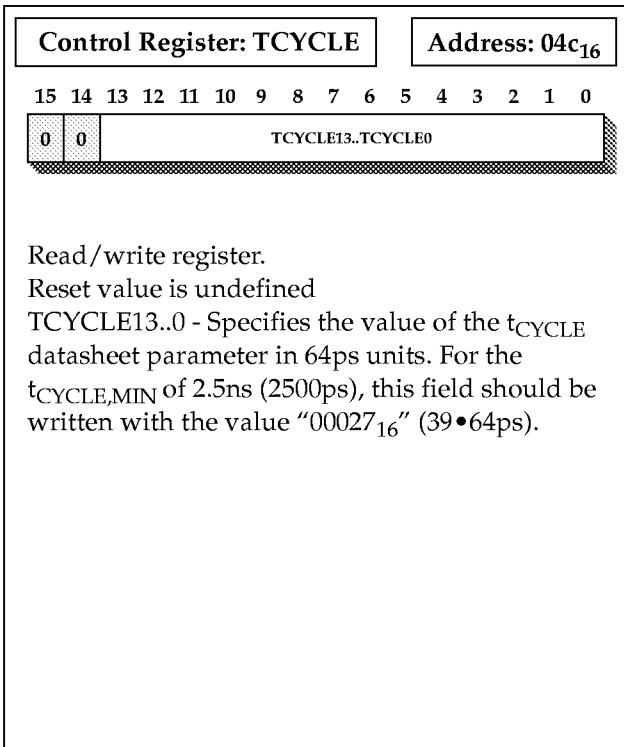 Control Register: TCYCLE Address: 04c₁₆
15 14 13 12 11 10 9 8 7 6 5 4 3 2 1 0
0 0 TCYCLE13..TCYCLE0
Read/write register.
Reset value is undefined
TCYCLE13..0 - Specifies the value of the t_CYCLE
datasheet parameter in 64ps units. For the
t_CYCLE,MIN of 2.5ns (2500ps), this field should be
written with the value “00027₁₆” (39•64ps).